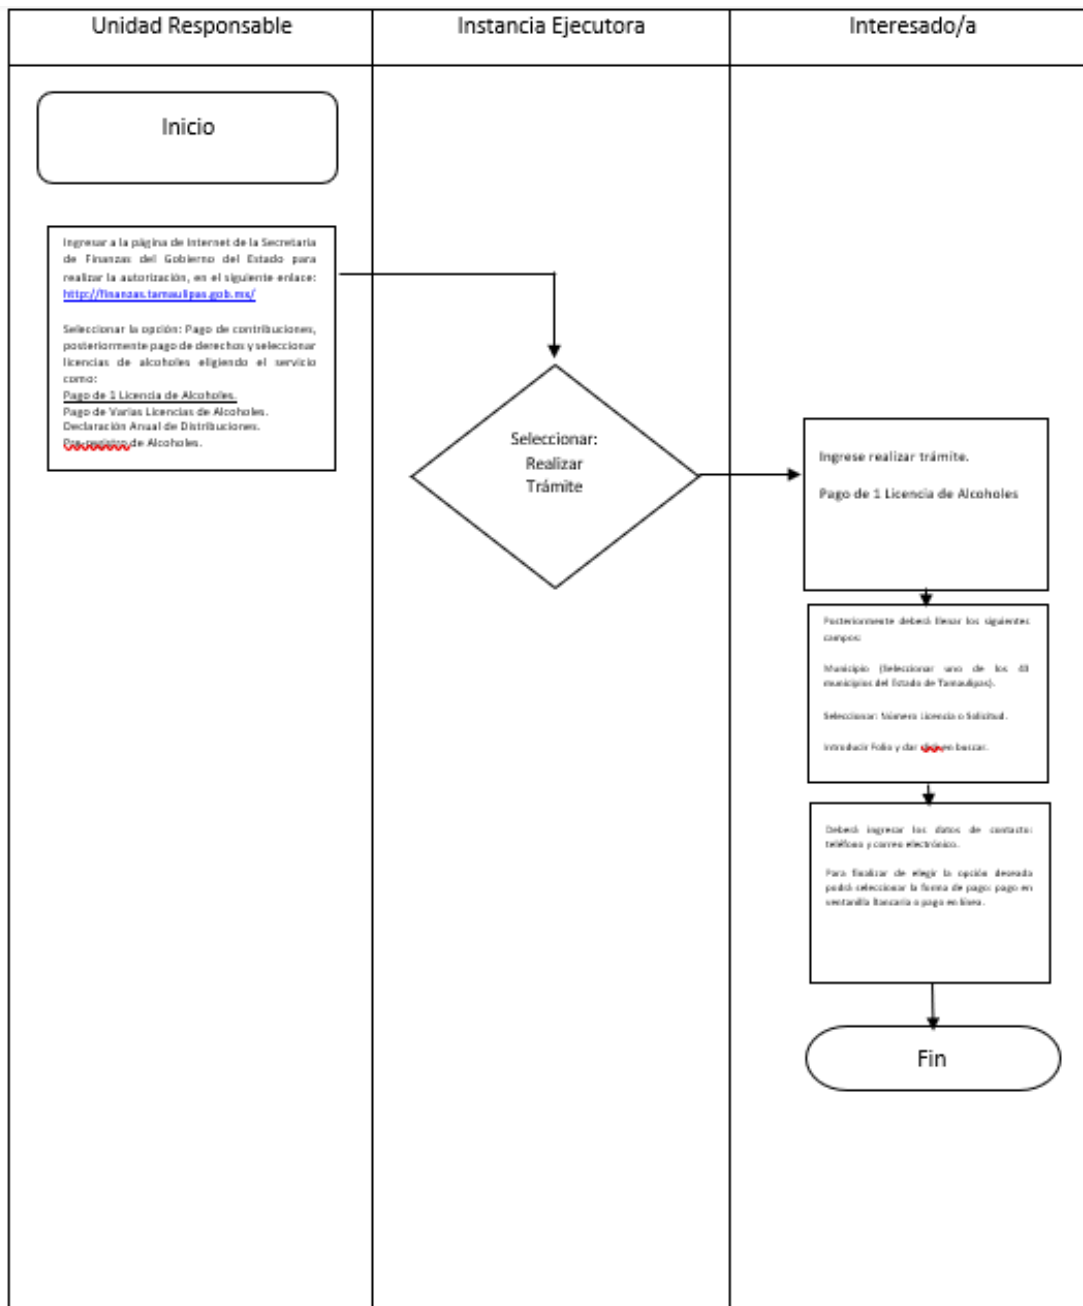 Unidad Responsable
Instancia Ejecutora
Interesado/a
Inicio
Ingresar a la página de Internet de la Secretaria
de Finanzas del Gobierno del Estado para
realizar la autorización, en el siguiente enlace:
http://finanzas.tamaulipas.gob.mx/
Seleccionar la opción: Pago de contribuciones,
posteriormente pago de derechos y seleccionar
licencias de alcoholes eligiendo el servicio
como:
Pago de 1 Licencia de Alcoholes.
Pago de Varias Licencias de Alcoholes.
Declaración Anual de Distribuciones.
Pre-registro de Alcoholes.
Seleccionar:
Realizar
Trámite
Ingrese realizar trámite.
Pago de 1 Licencia de Alcoholes
Posteriormente deberá llenar los siguientes
campos:
Municipio (Seleccionar uno de los 43
municipios del Estado de Tamaulipas).
Seleccionar: Número Licencia o Solicitud.
Introducir Folio y dar click en buscar.
Deberá ingresar los datos de contacto:
teléfono y correo electrónico.
Para finalizar de elegir la opción deseada
podrá seleccionar la forma de pago: pago en
ventanilla Bancaria o pago en línea.
Fin